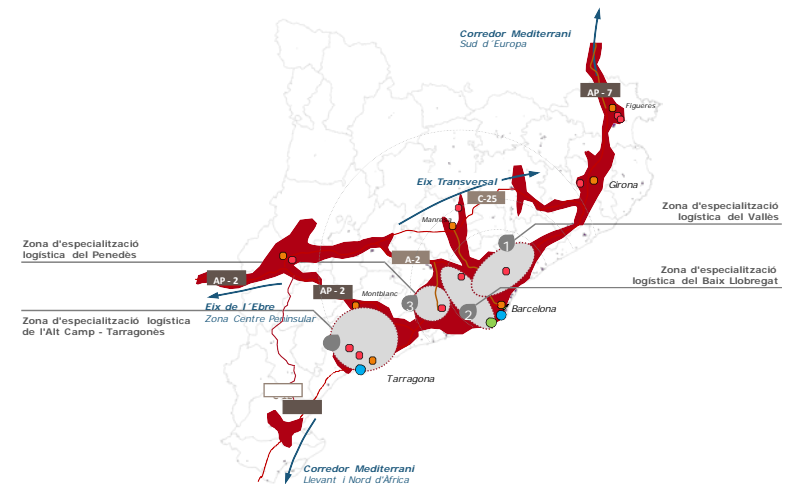 Corredor Mediterrani
Sud d´Europa
AP - 7
Figueres
Eix Transversal
Girona
C-25
Zona d'especialització
logística del Vallès
Manresa
1
Zona d'especialització
logística del Penedès
A-2
Zona d'especialització
logística del Baix Llobregat
AP - 2
AP - 2
Montblanc
3
Eix de l´Ebre
Zona Centre Peninsular
2
Barcelona
Zona d'especialització logística
de l'Alt Camp - Tarragonès
Tarragona
Corredor Mediterrani
Llevant i Nord d'Àfrica